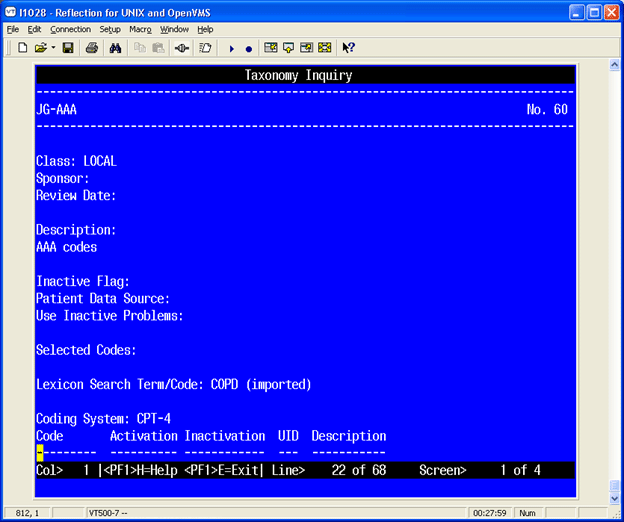 I1028 - Reflection for UNIX and OpenVMS
File Edit Connection Setup Macro Window Help
Taxonomy Inquiry
--------------------------------------------------------------------------------
JG-AAA No. 60
--------------------------------------------------------------------------------
Class: LOCAL
Sponsor:
Review Date:
Description:
AAA codes
Inactive Flag:
Patient Data Source:
Use Inactive Problems:
Selected Codes:
Lexicon Search Term/Code: COPD (imported)
Coding System: CPT-4
Code Activation Inactivation UID Description
--------- ---------- ------------ --- -----------
Col> 1 |<PF1>H=Help <PF1>E=Exit| Line> 22 of 68 Screen> 1 of 4
812, 1 VT500-7 -- 00:27:59 Num